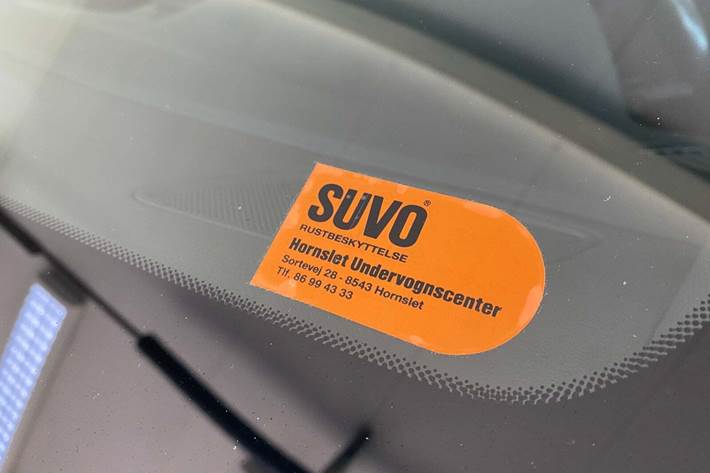 SUVO®
RUSTBESKYTTELSE
Hornslet Undervognscenter
Sortevej 28 - 8543 Hornslet
Tlf. 86 99 43 33